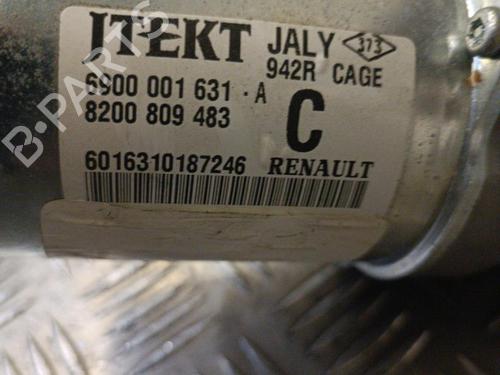 JTEKT JALY 373
942R CAGE
6900 001 631 - A
8200 809 483 C
6016310187246 RENAULT
B-PARTS